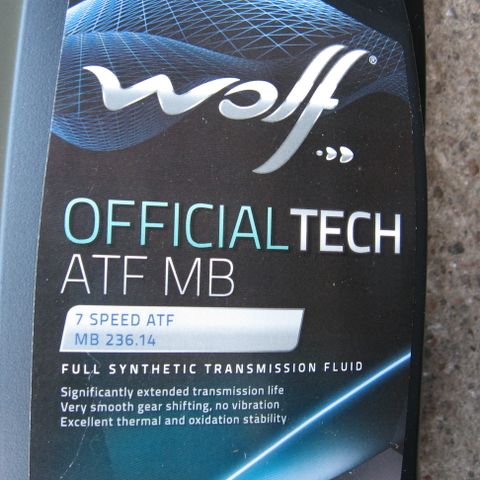 wolf®
OFFICIALTECH
ATF MB
7 SPEED ATF
MB 236.14
FULL SYNTHETIC TRANSMISSION FLUID
Significantly extended transmission life
Very smooth gear shifting, no vibration
Excellent thermal and oxidation stability